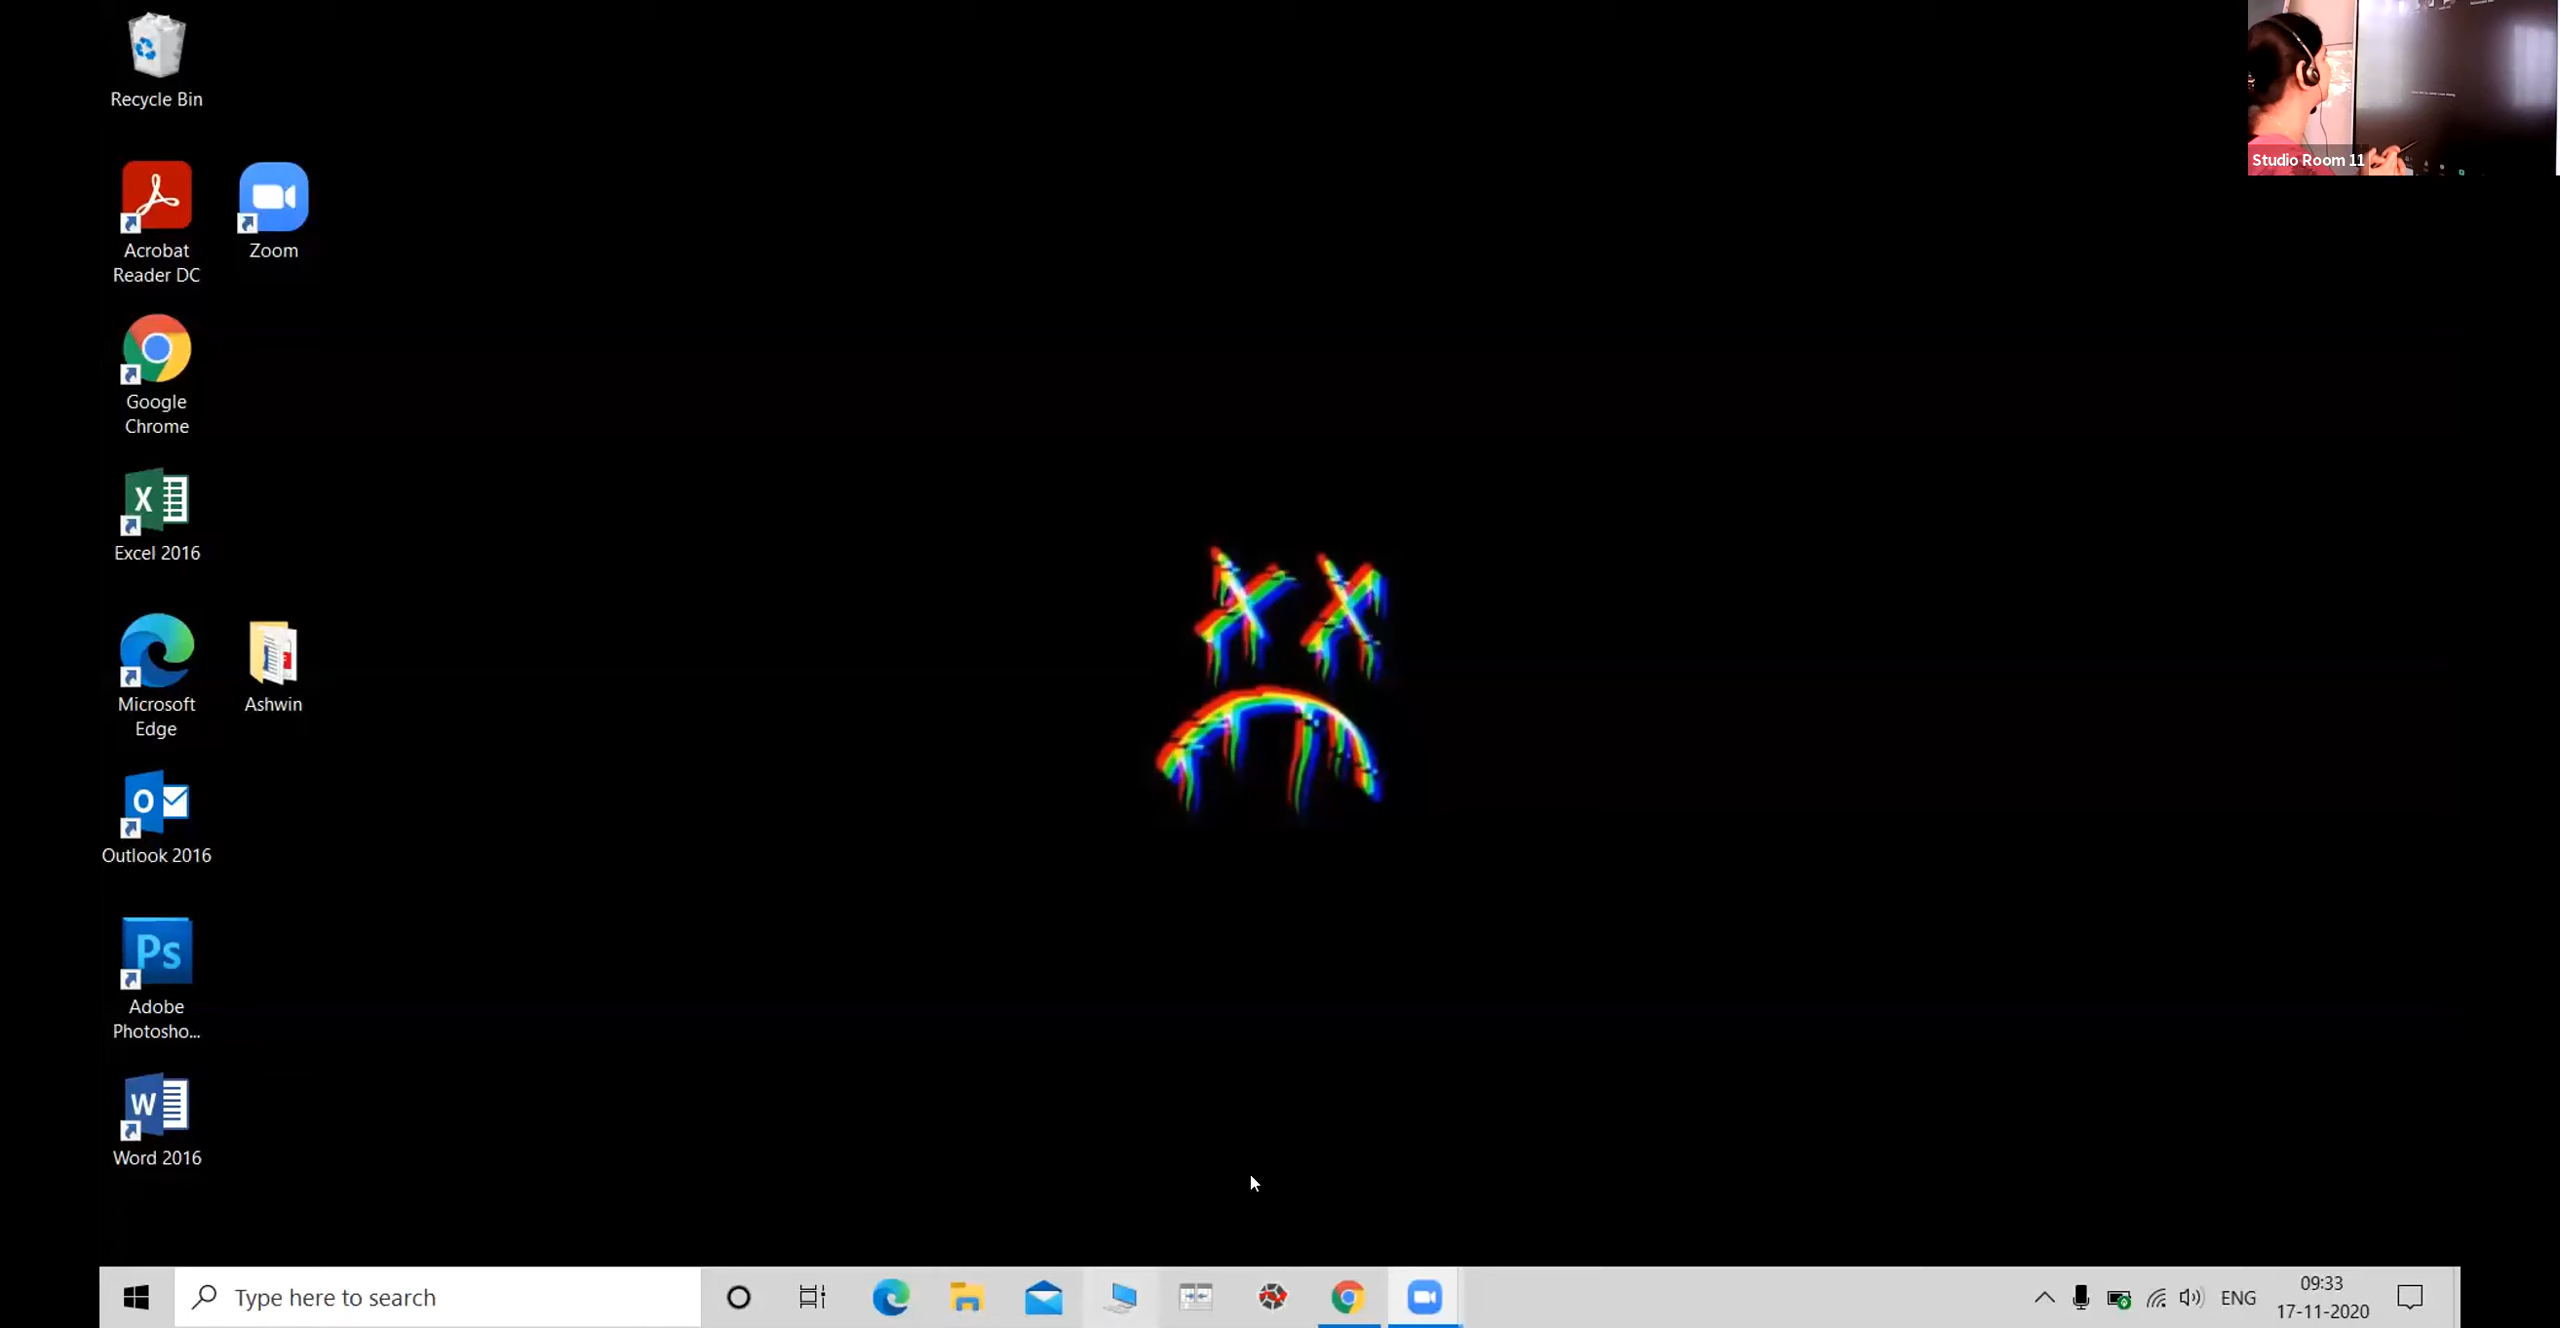 Recycle Bin
Studio Room 11
Acrobat
Reader DC
Zoom
Google
Chrome
X
Excel 2016
Microsoft
Edge
Ashwin
O
Outlook 2016
Ps
Adobe
Photosho...
W
Word 2016
Type here to search
ENG
09:33
17-11-2020